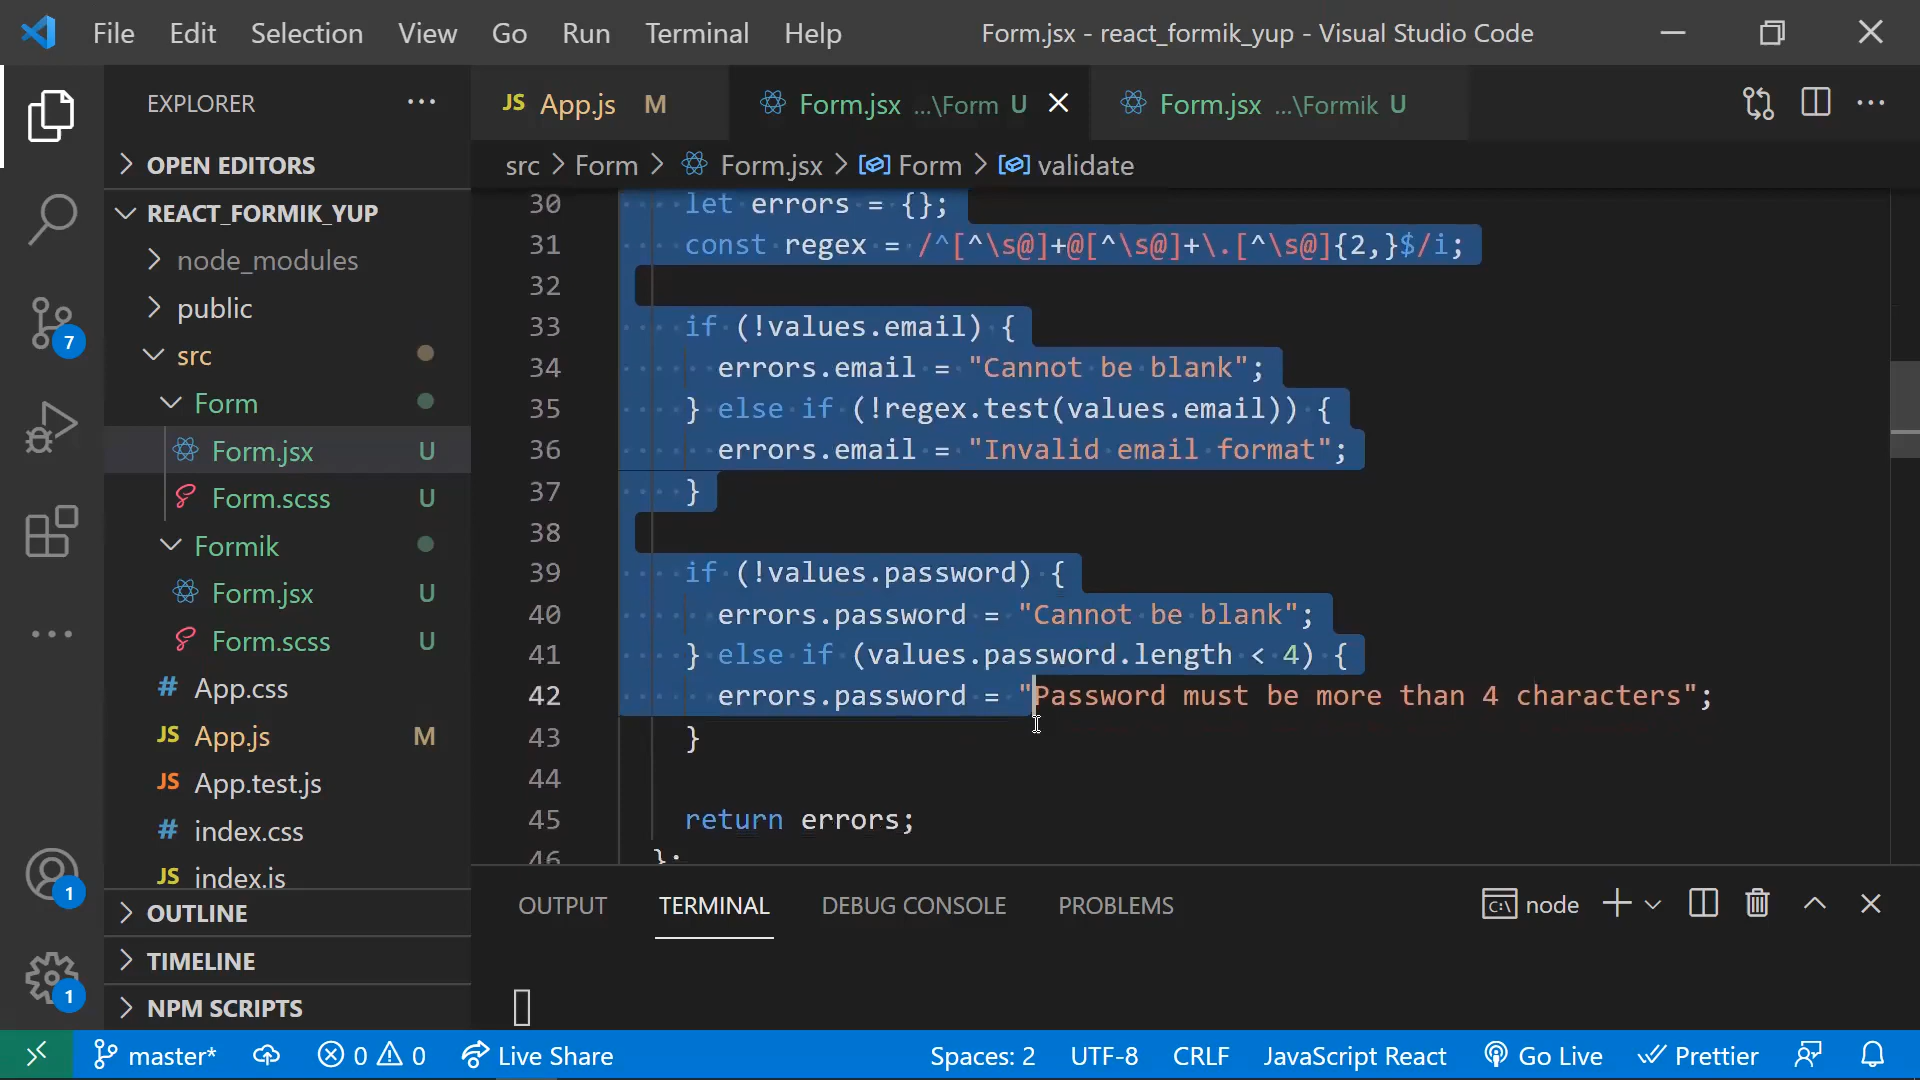 File Edit Selection View Go Run Terminal Help Form.jsx - react_formik_yup - Visual Studio Code
EXPLORER
JS App.js M Form.jsx ...\Form U Form.jsx ...\Formik U
src > Form > Form.jsx > Form > validate
OPEN EDITORS
REACT_FORMIK_YUP
node_modules
public
src
Form
Form.jsx U
Form.scss U
Formik
Form.jsx U
Form.scss U
# App.css
JS App.js M
JS App.test.js
# index.css
JS index.js
OUTLINE
TIMELINE
NPM SCRIPTS
7
1
1
30 let errors = {};
31 const regex = /^[^\s@]+@[^\s@]+\.[^\s@]{2,}$/i;
32
33 if (!values.email) {
34 errors.email = "Cannot be blank";
35 } else if (!regex.test(values.email)) {
36 errors.email = "Invalid email format";
37 }
38
39 if (!values.password) {
40 errors.password = "Cannot be blank";
41 } else if (values.password.length < 4) {
42 errors.password = "Password must be more than 4 characters";
43 }
44
45 return errors;
46 };
OUTPUT TERMINAL DEBUG CONSOLE PROBLEMS node
master* 0 0 Live Share Spaces: 2 UTF-8 CRLF JavaScript React Go Live Prettier